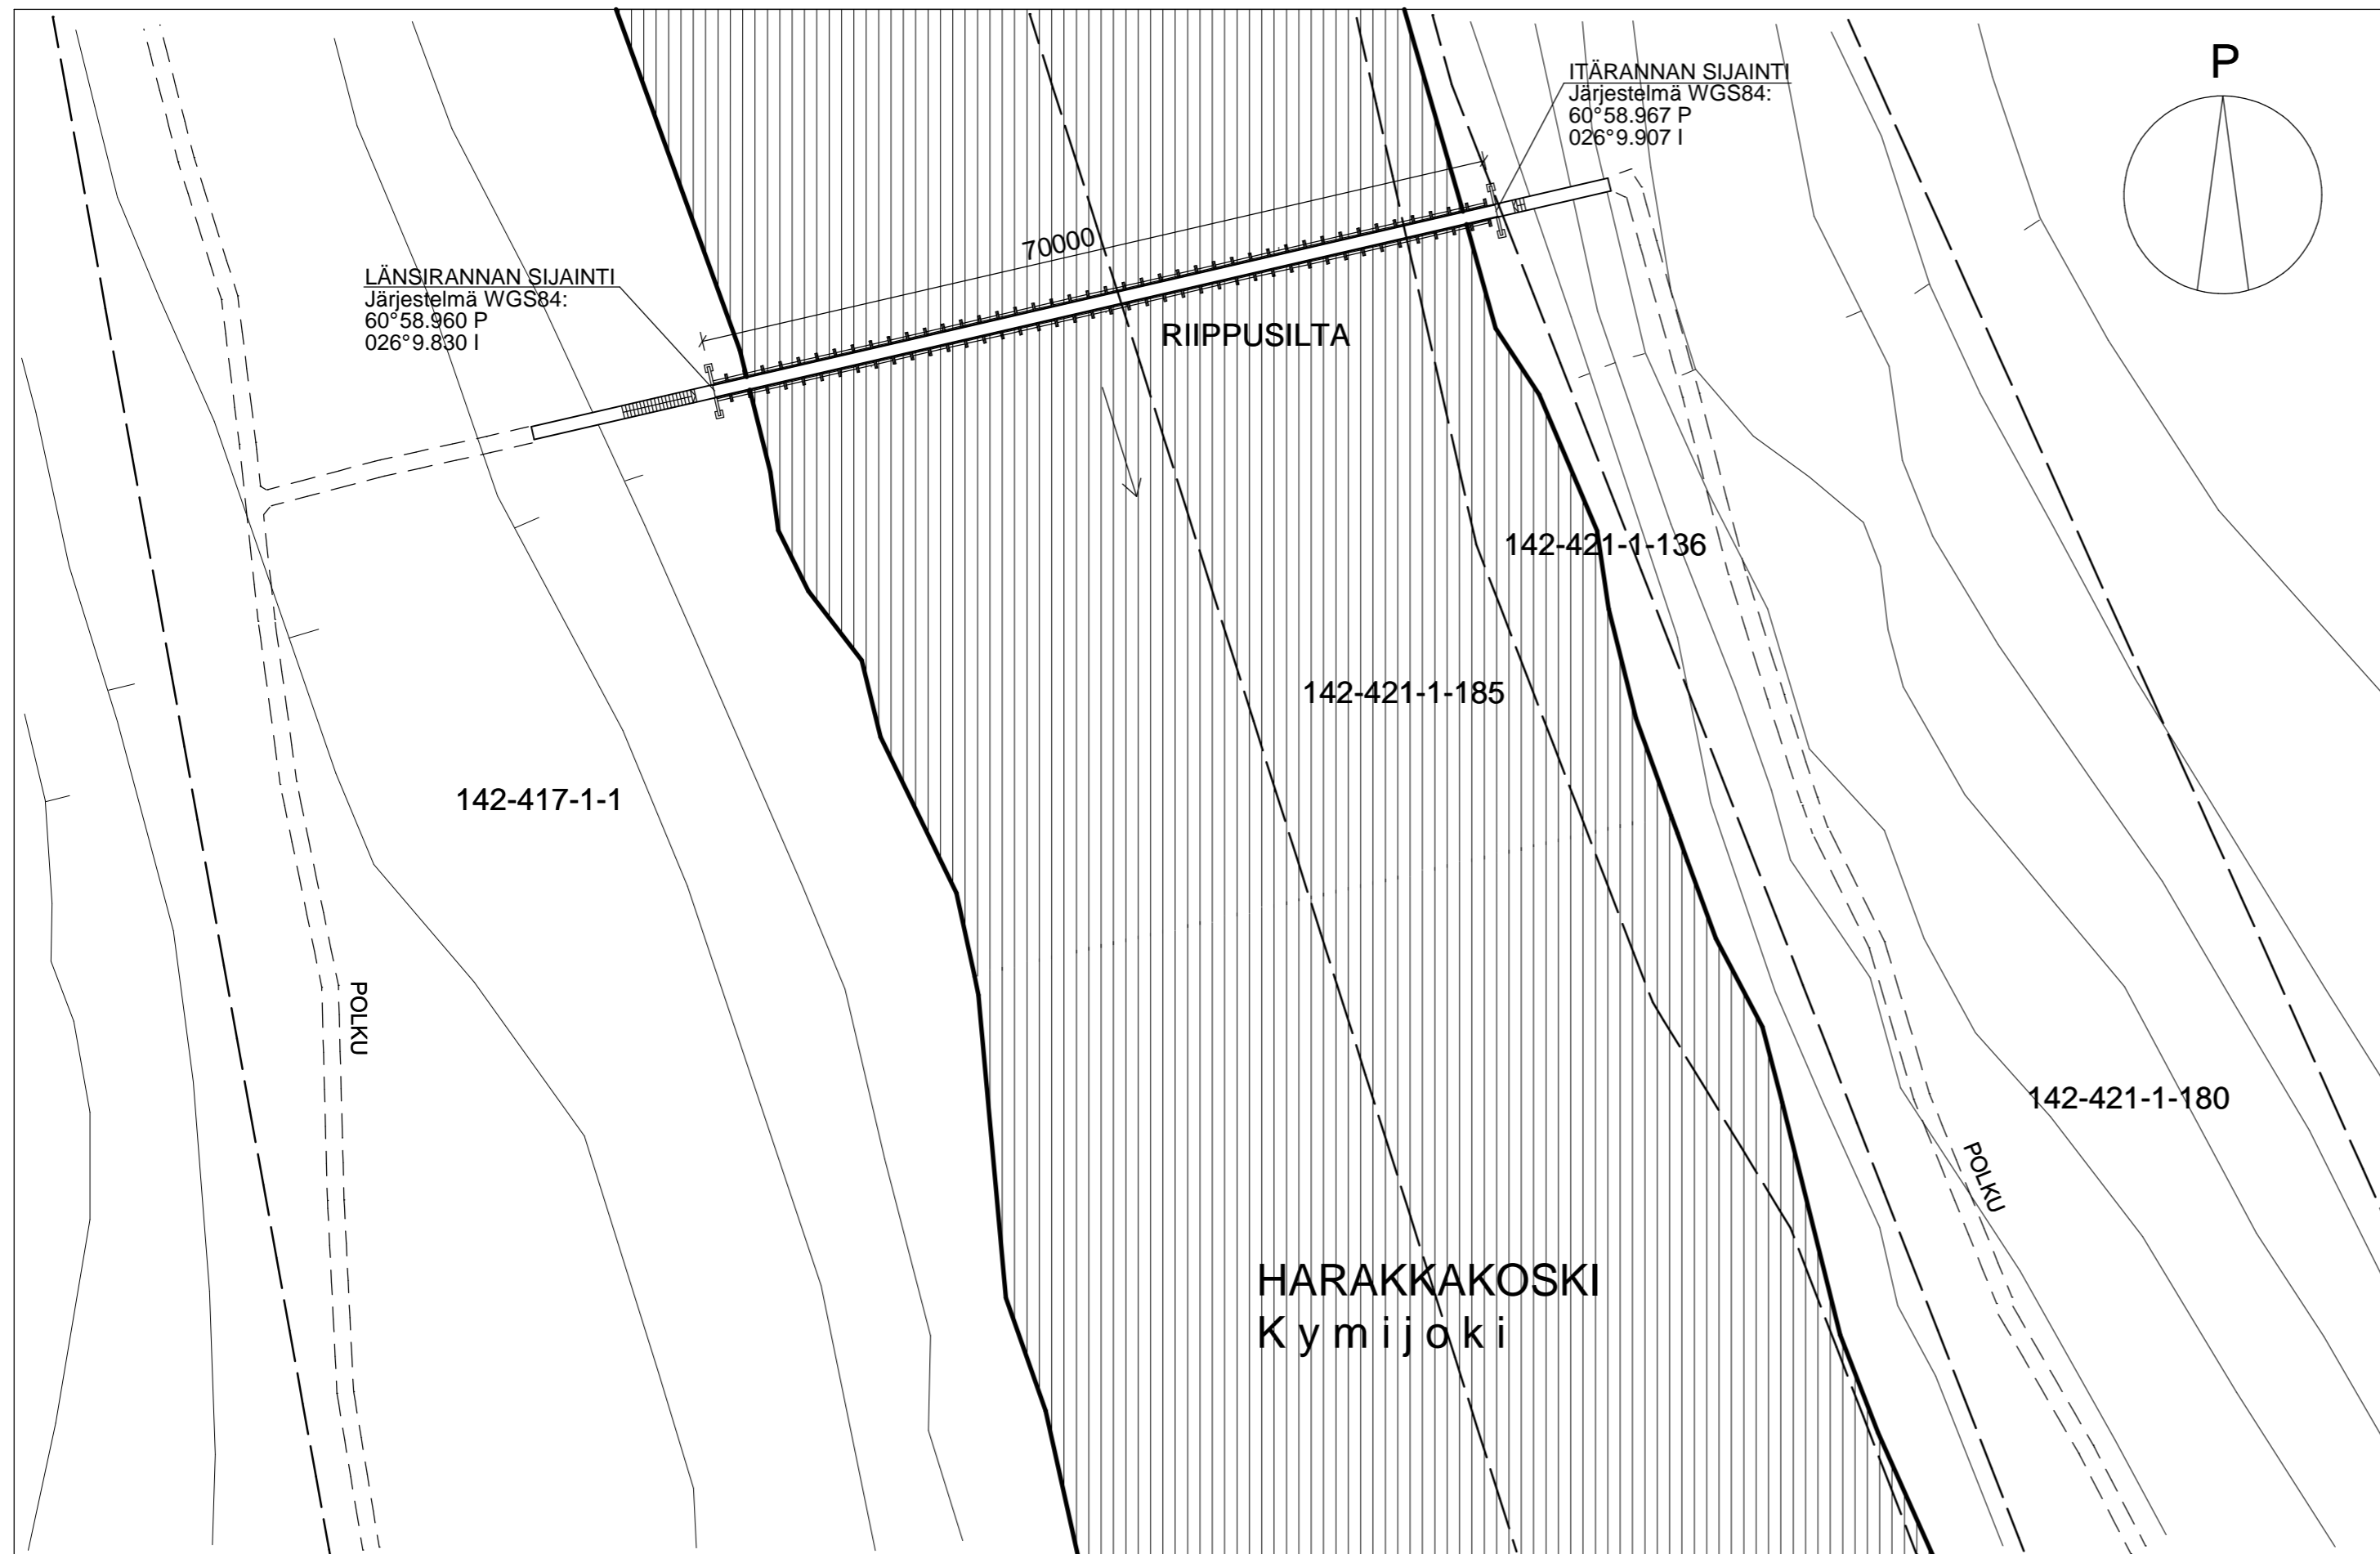 P
ITÄRANNAN SIJAINTI
Järjestelmä WGS84:
60°58.967 P
026°9.907 I
70000
LÄNSIRANNAN SIJAINTI
Järjestelmä WGS84:
60°58.960 P
026°9.830 I
RIIPPUSILTA
142-421-1-136
142-421-1-185
142-417-1-1
POLKU
142-421-1-180
POLKU
HARAKKAKOSKI
Kymijoki